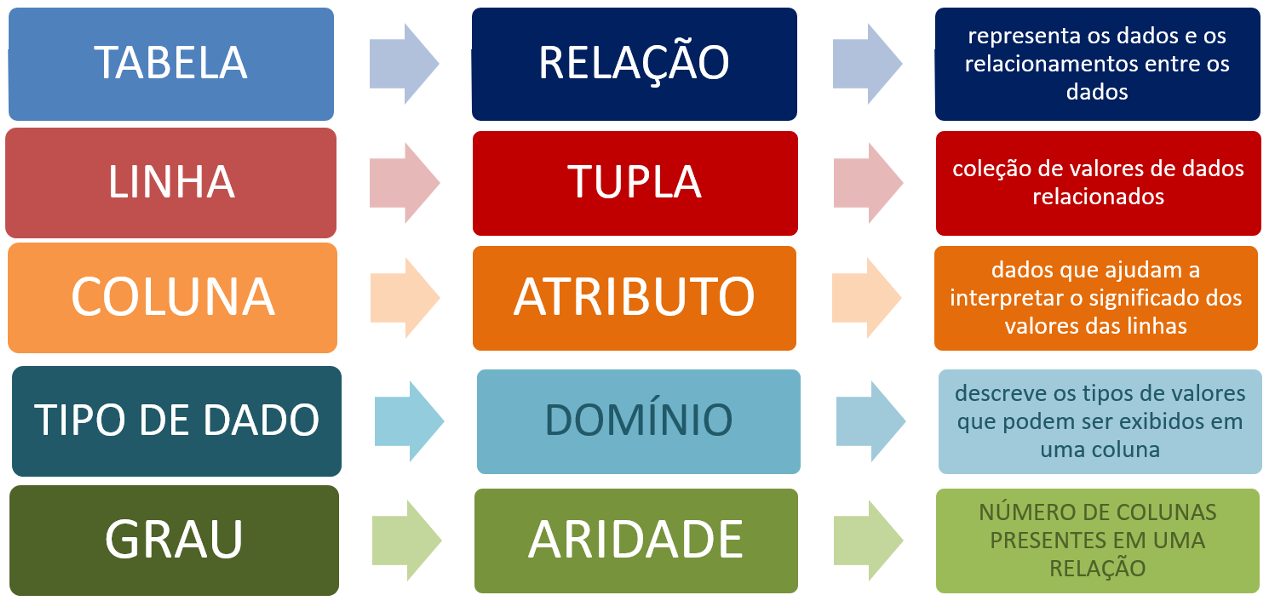 TABELA
RELAÇÃO
representa os dados e os
relacionamentos entre os
dados
LINHA
TUPLA
coleção de valores de dados
relacionados
COLUNA
ATRIBUTO
dados que ajudam a
interpretar o significado dos
valores das linhas
TIPO DE DADO
DOMÍNIO
descreve os tipos de valores
que podem ser exibidos em
uma coluna
GRAU
ARIDADE
NÚMERO DE COLUNAS
PRESENTES EM UMA
RELAÇÃO